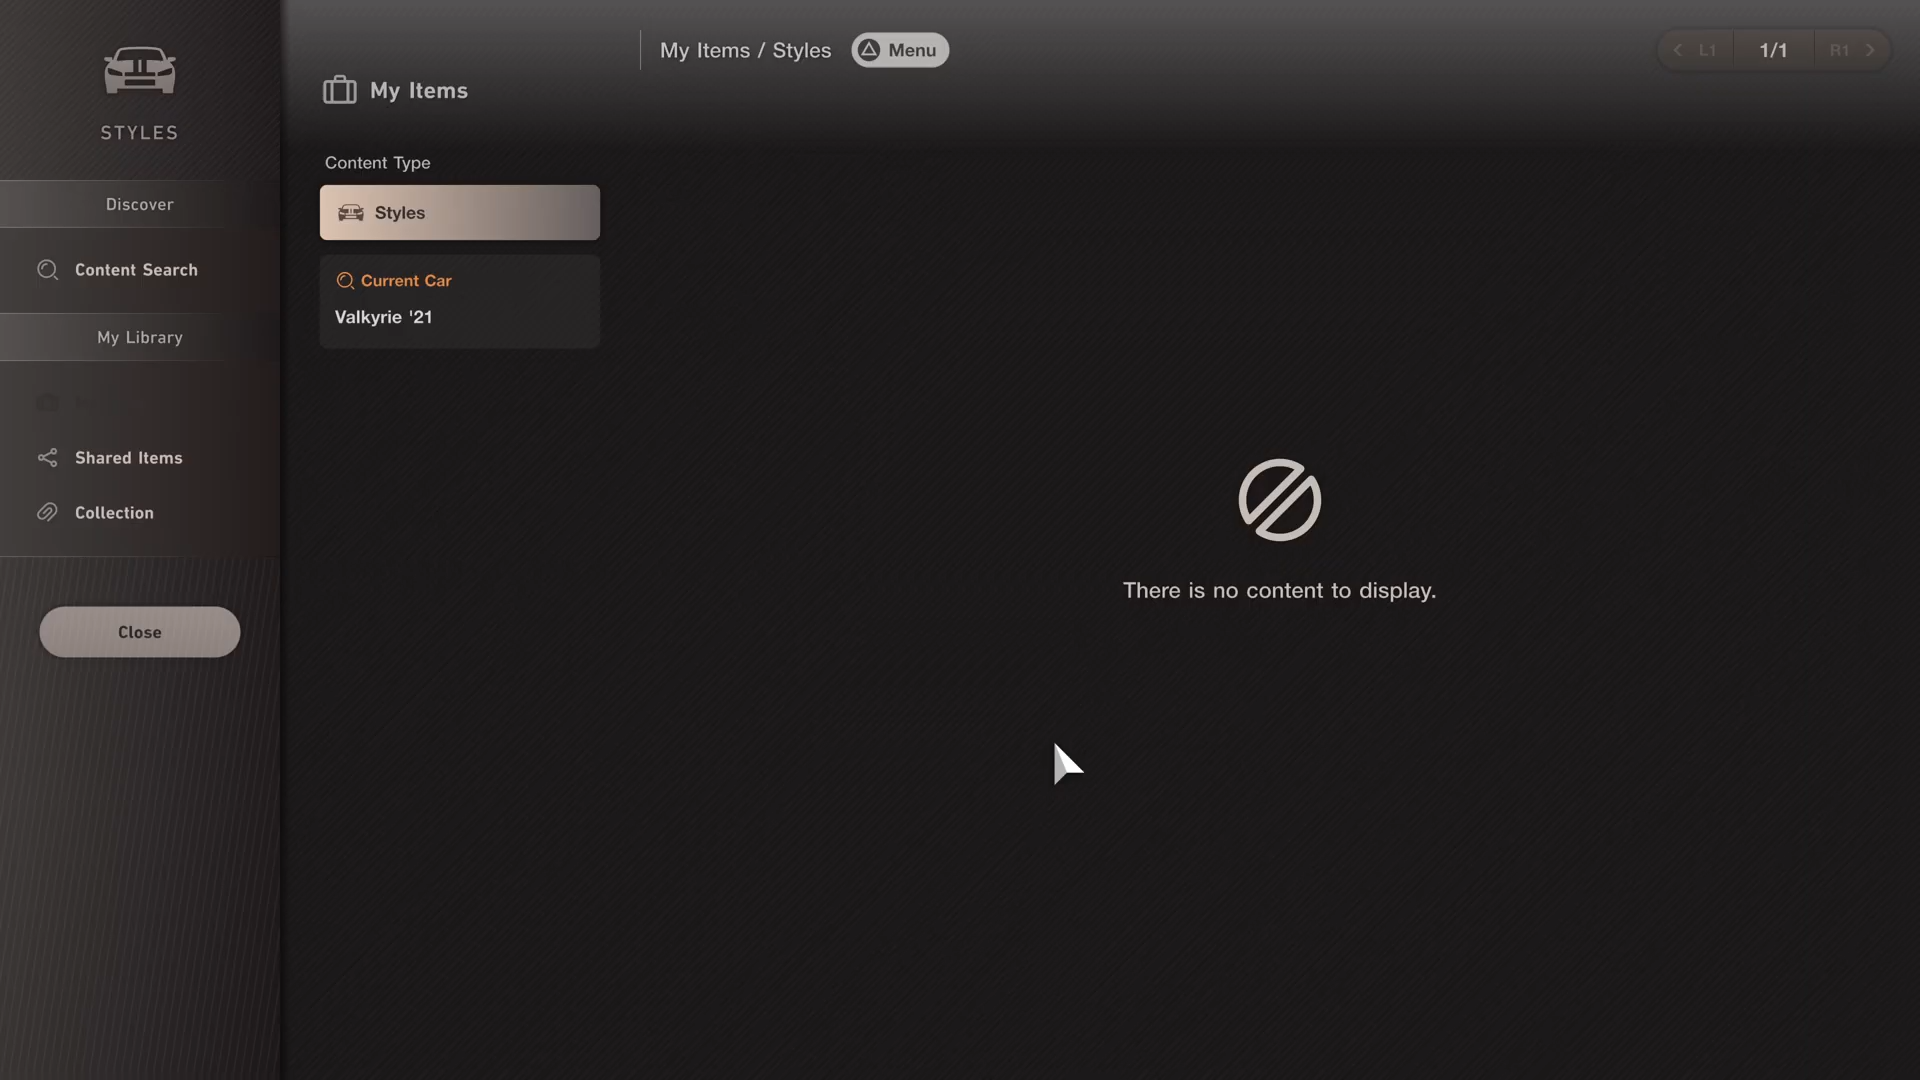 STYLES
Discover
Content Search
My Library
Shared Items
Collection
Close
My Items / Styles
Menu
L1
1/1
R1
My Items
Content Type
Styles
Current Car
Valkyrie '21
There is no content to display.